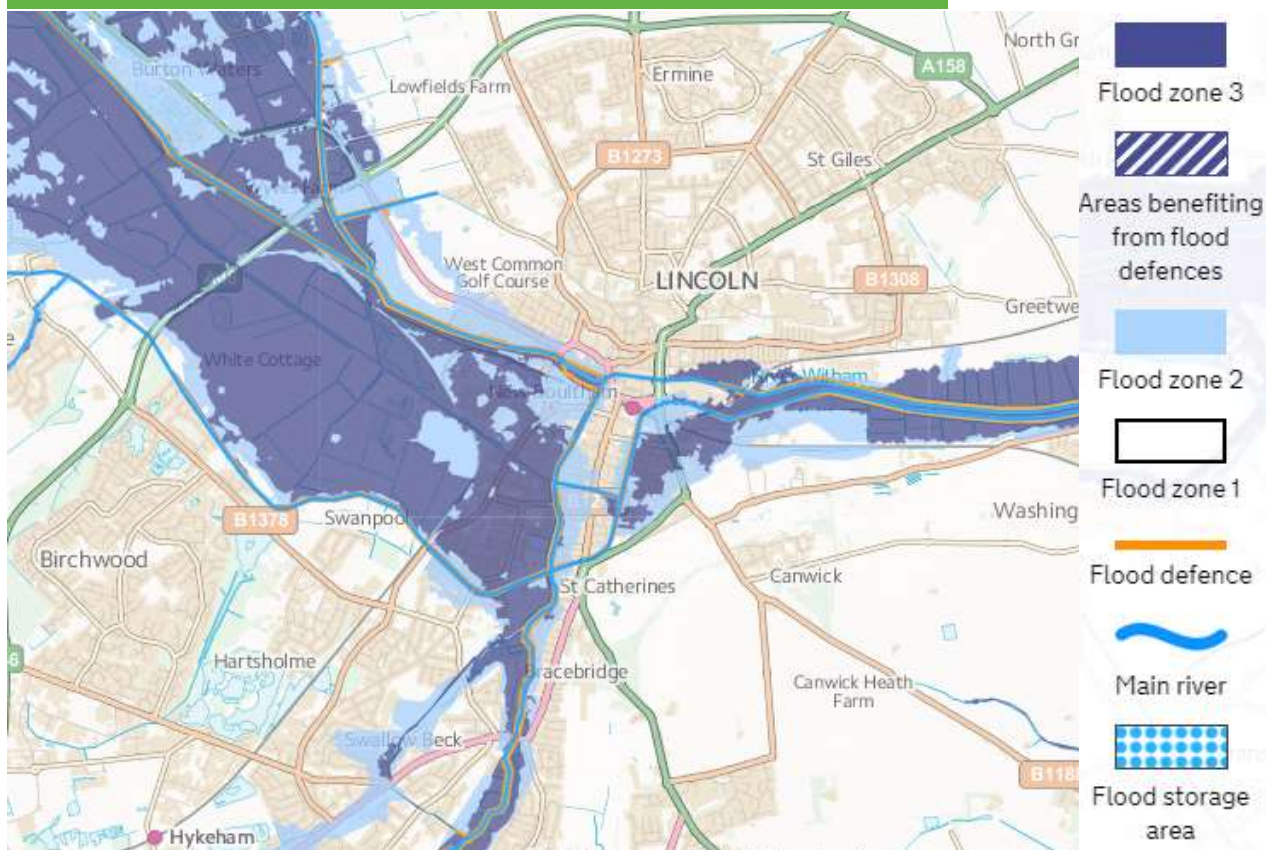 Burton Waters
Lowfields Farm
Ermine
North Gr
A158
B1273
St Giles
West Common
Golf Course
LINCOLN
B1308
Greetwe
White Cottage
Witham
B1378
Swanpool
Birchwood
St Catherines
Canwick
Washing
Hartsholme
Bracebridge
Canwick Heath
Farm
Swallow Beck
B118
Hykeham
6
e
Flood zone 3
Areas benefiting
from flood
defences
Flood zone 2
Flood zone 1
Flood defence
Main river
Flood storage
area